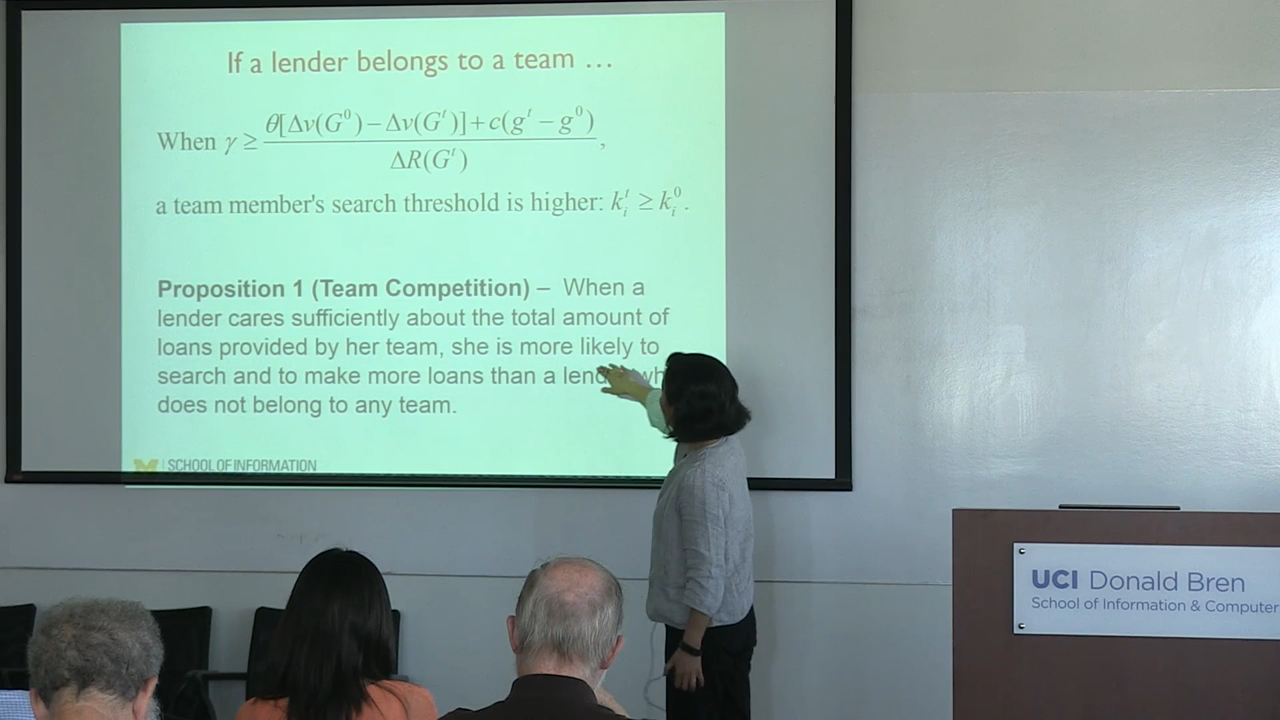 If a lender belongs to a team …
When γ ≥ θ[Δv(G⁰) − Δv(Gᵗ)] + c(gᵗ − g⁰) / ΔR(Gᵗ) ,
a team member's search threshold is higher: kᵢᵗ ≥ kᵢ⁰ .
Proposition 1 (Team Competition) – When a
lender cares sufficiently about the total amount of
loans provided by her team, she is more likely to
search and to make more loans than a
does not belong to any team.
M SCHOOL OF INFORMATION
UCI Donald Bren
School of Information & Computer